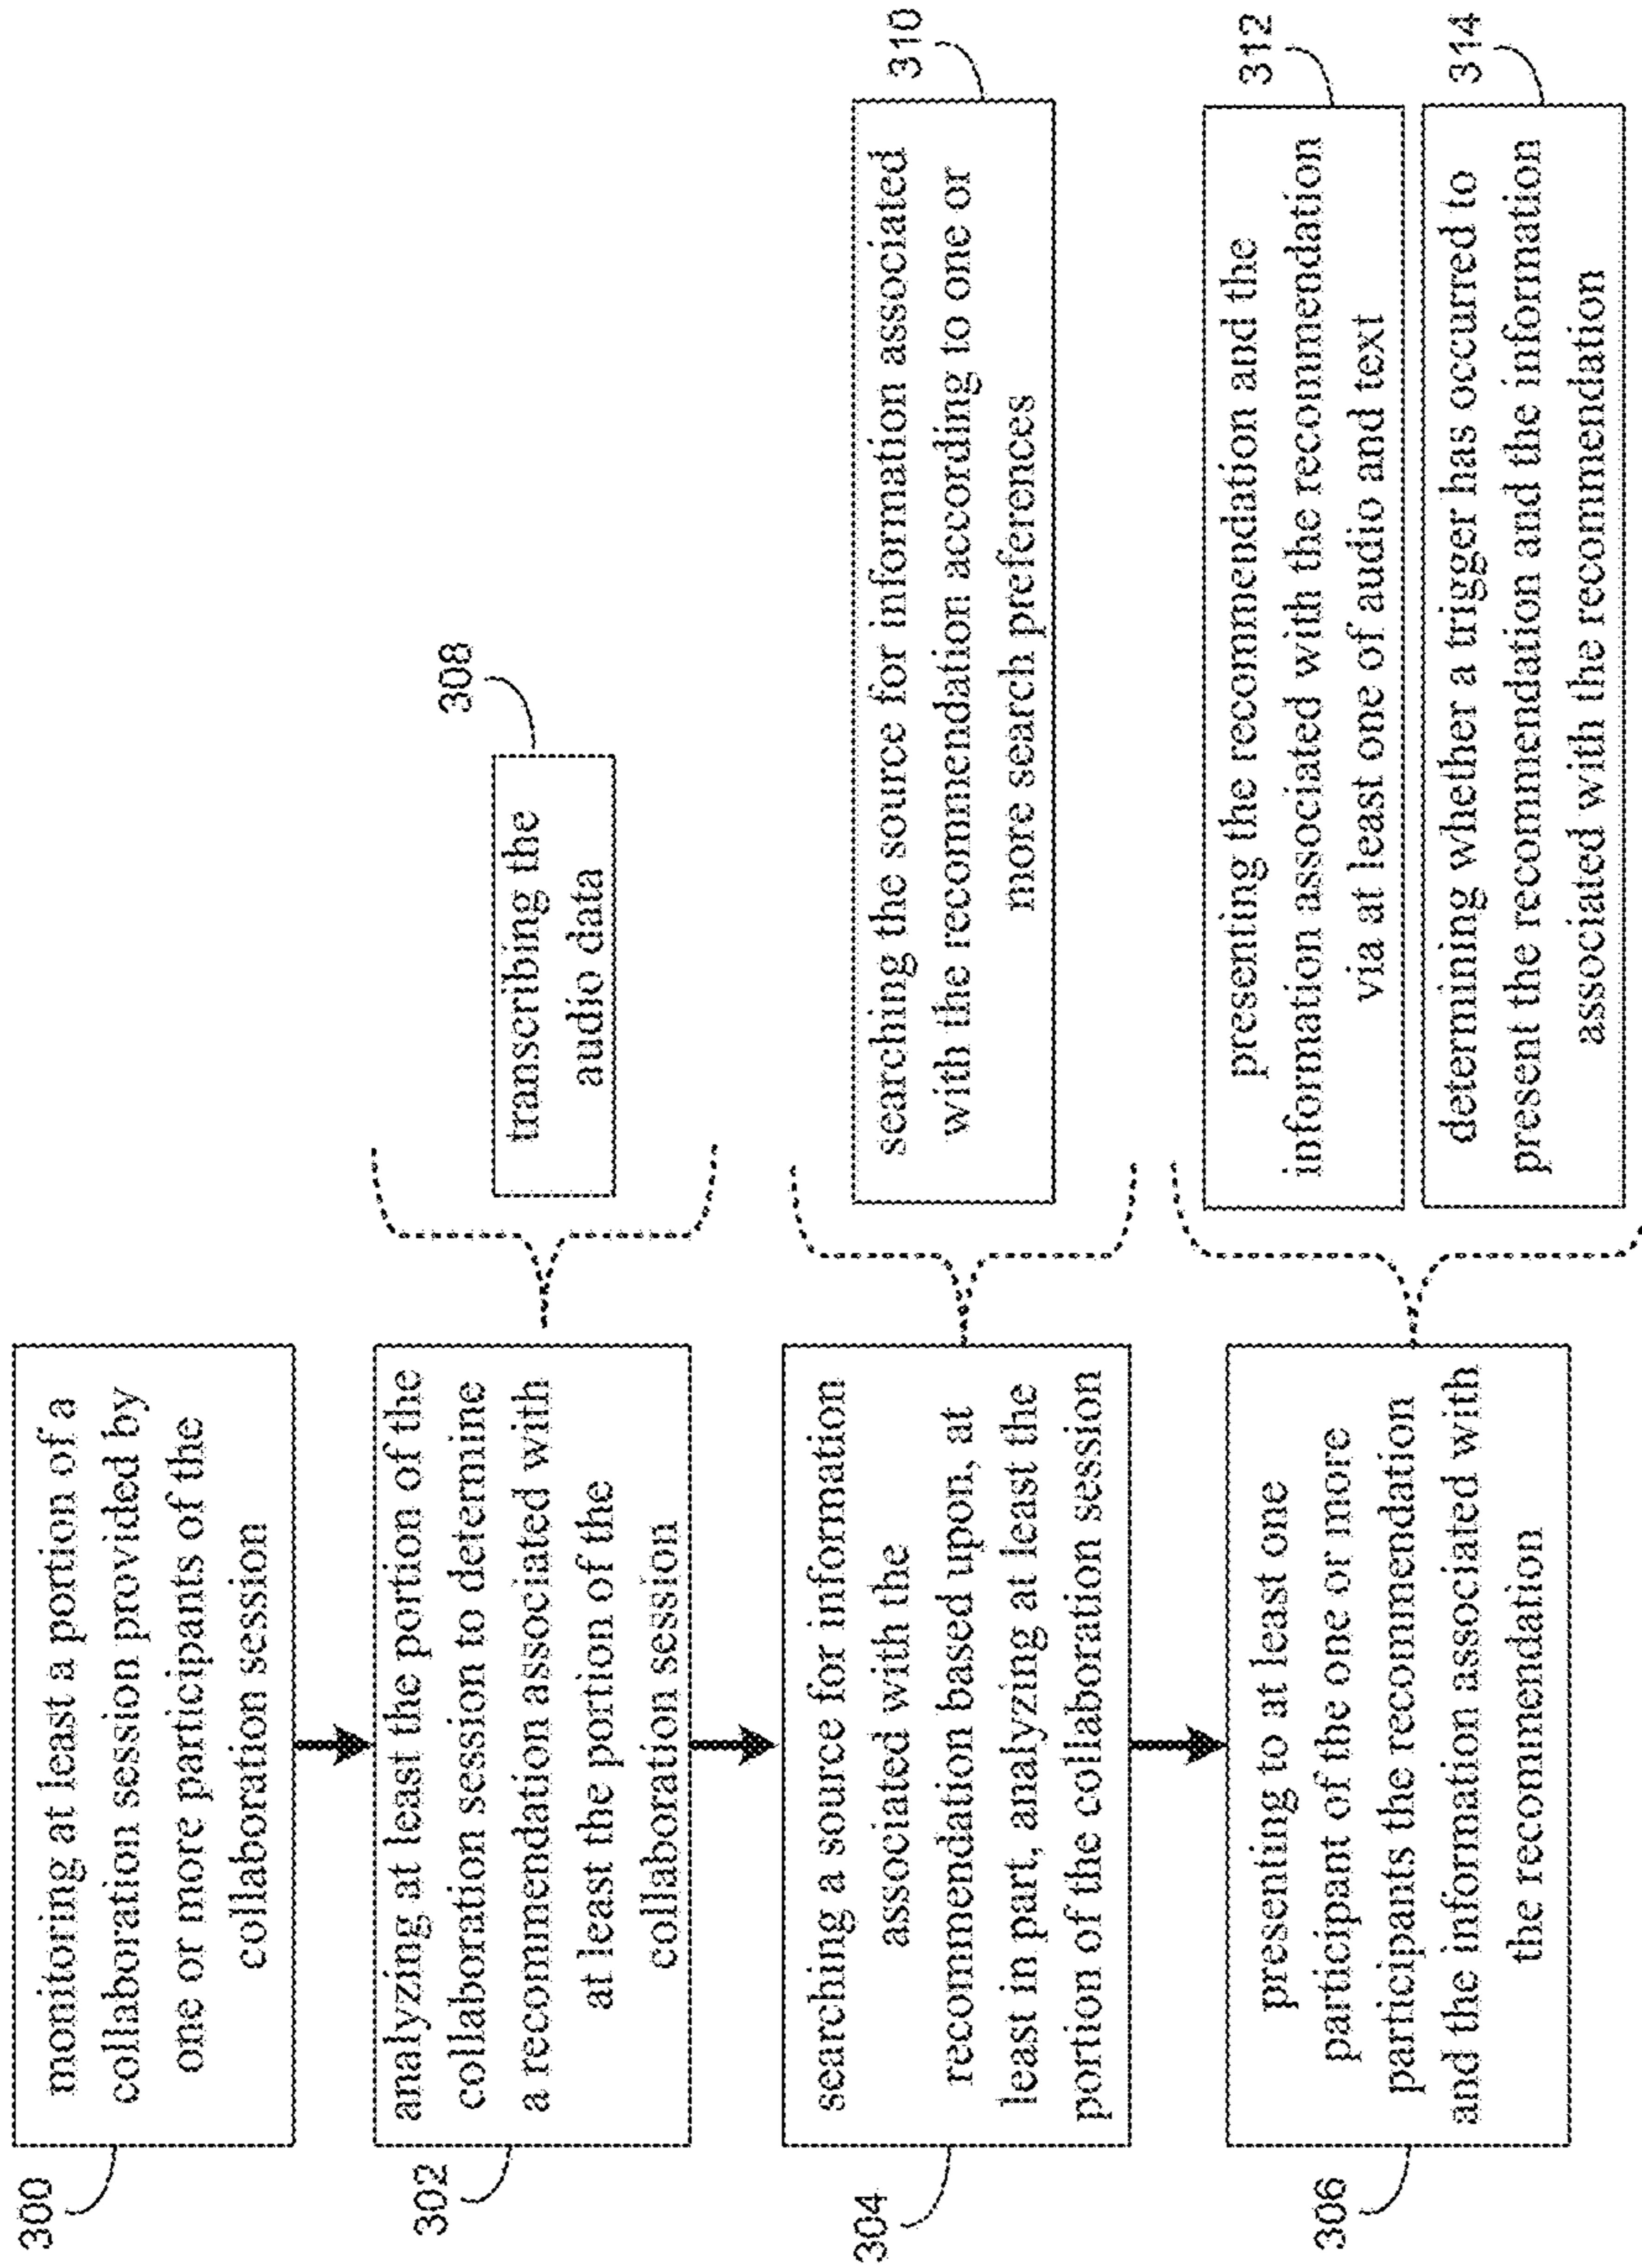 300
monitoring at least a portion of a
collaboration session provided by
one or more participants of the
collaboration session
302
analyzing at least the portion of the
collaboration session to determine
a recommendation associated with
at least the portion of the
collaboration session
308
transcribing the
audio data
304
searching a source for information
associated with the
recommendation based upon, at
least in part, analyzing at least the
portion of the collaboration session
310
searching the source for information associated
with the recommendation according to one or
more search preferences
306
presenting to at least one
participant of the one or more
participants the recommendation
and the information associated with
the recommendation
312
presenting the recommendation and the
information associated with the recommendation
via at least one of audio and text
314
determining whether a trigger has occurred to
present the recommendation and the information
associated with the recommendation